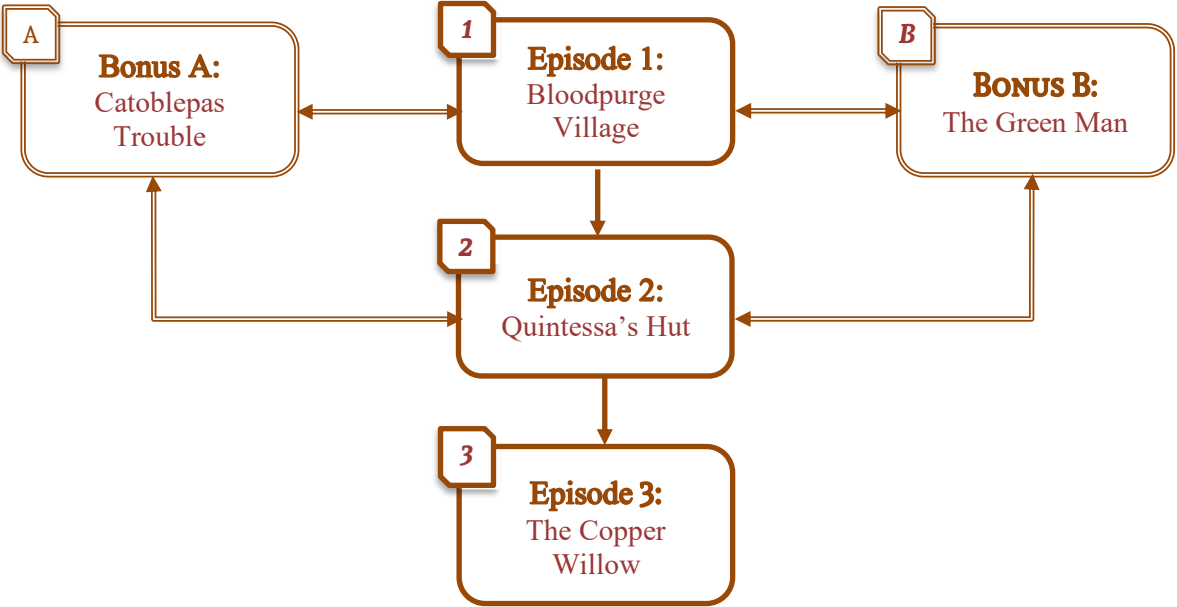 A
Bonus A:
Catoblepas
Trouble
1
Episode 1:
Bloodpurge
Village
B
Bonus B:
The Green Man
2
Episode 2:
Quintessa’s Hut
3
Episode 3:
The Copper
Willow